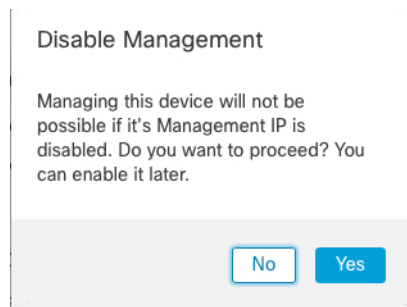 Disable Management
Managing this device will not be
possible if it's Management IP is
disabled. Do you want to proceed? You
can enable it later.
No
Yes